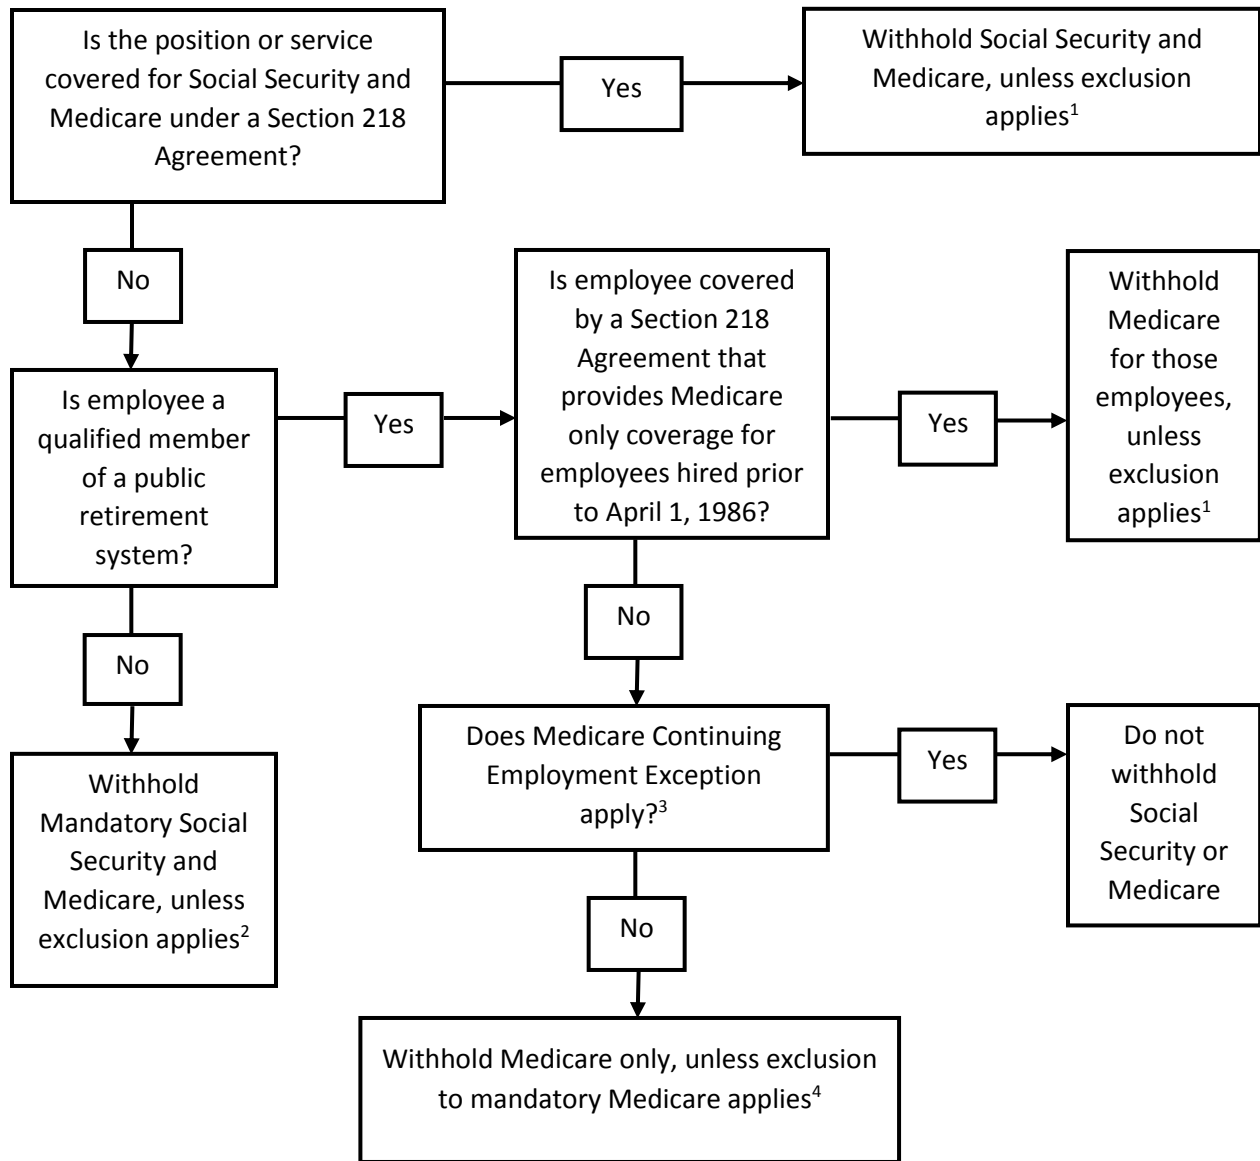 Is the position or service
covered for Social Security and
Medicare under a Section 218
Agreement?
Yes
Withhold Social Security and
Medicare, unless exclusion
applies¹
No
Is employee a
qualified member
of a public
retirement
system?
Yes
Is employee covered
by a Section 218
Agreement that
provides Medicare
only coverage for
employees hired prior
to April 1, 1986?
Yes
Withhold
Medicare
for those
employees,
unless
exclusion
applies¹
No
Withhold
Mandatory Social
Security and
Medicare, unless
exclusion applies²
No
Does Medicare Continuing
Employment Exception
apply?³
Yes
Do not
withhold
Social
Security or
Medicare
No
Withhold Medicare only, unless exclusion
to mandatory Medicare applies⁴